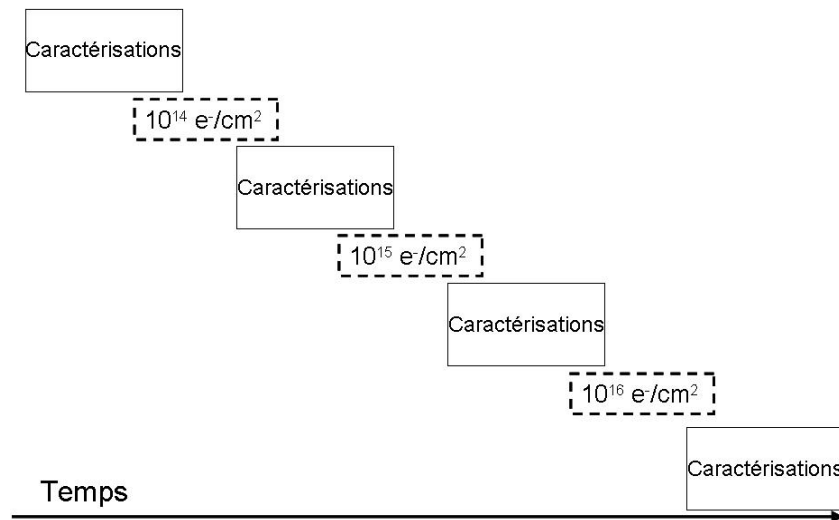 Caractérisations
10¹⁴ e⁻/cm²
Caractérisations
10¹⁵ e⁻/cm²
Caractérisations
10¹⁶ e⁻/cm²
Caractérisations
Temps